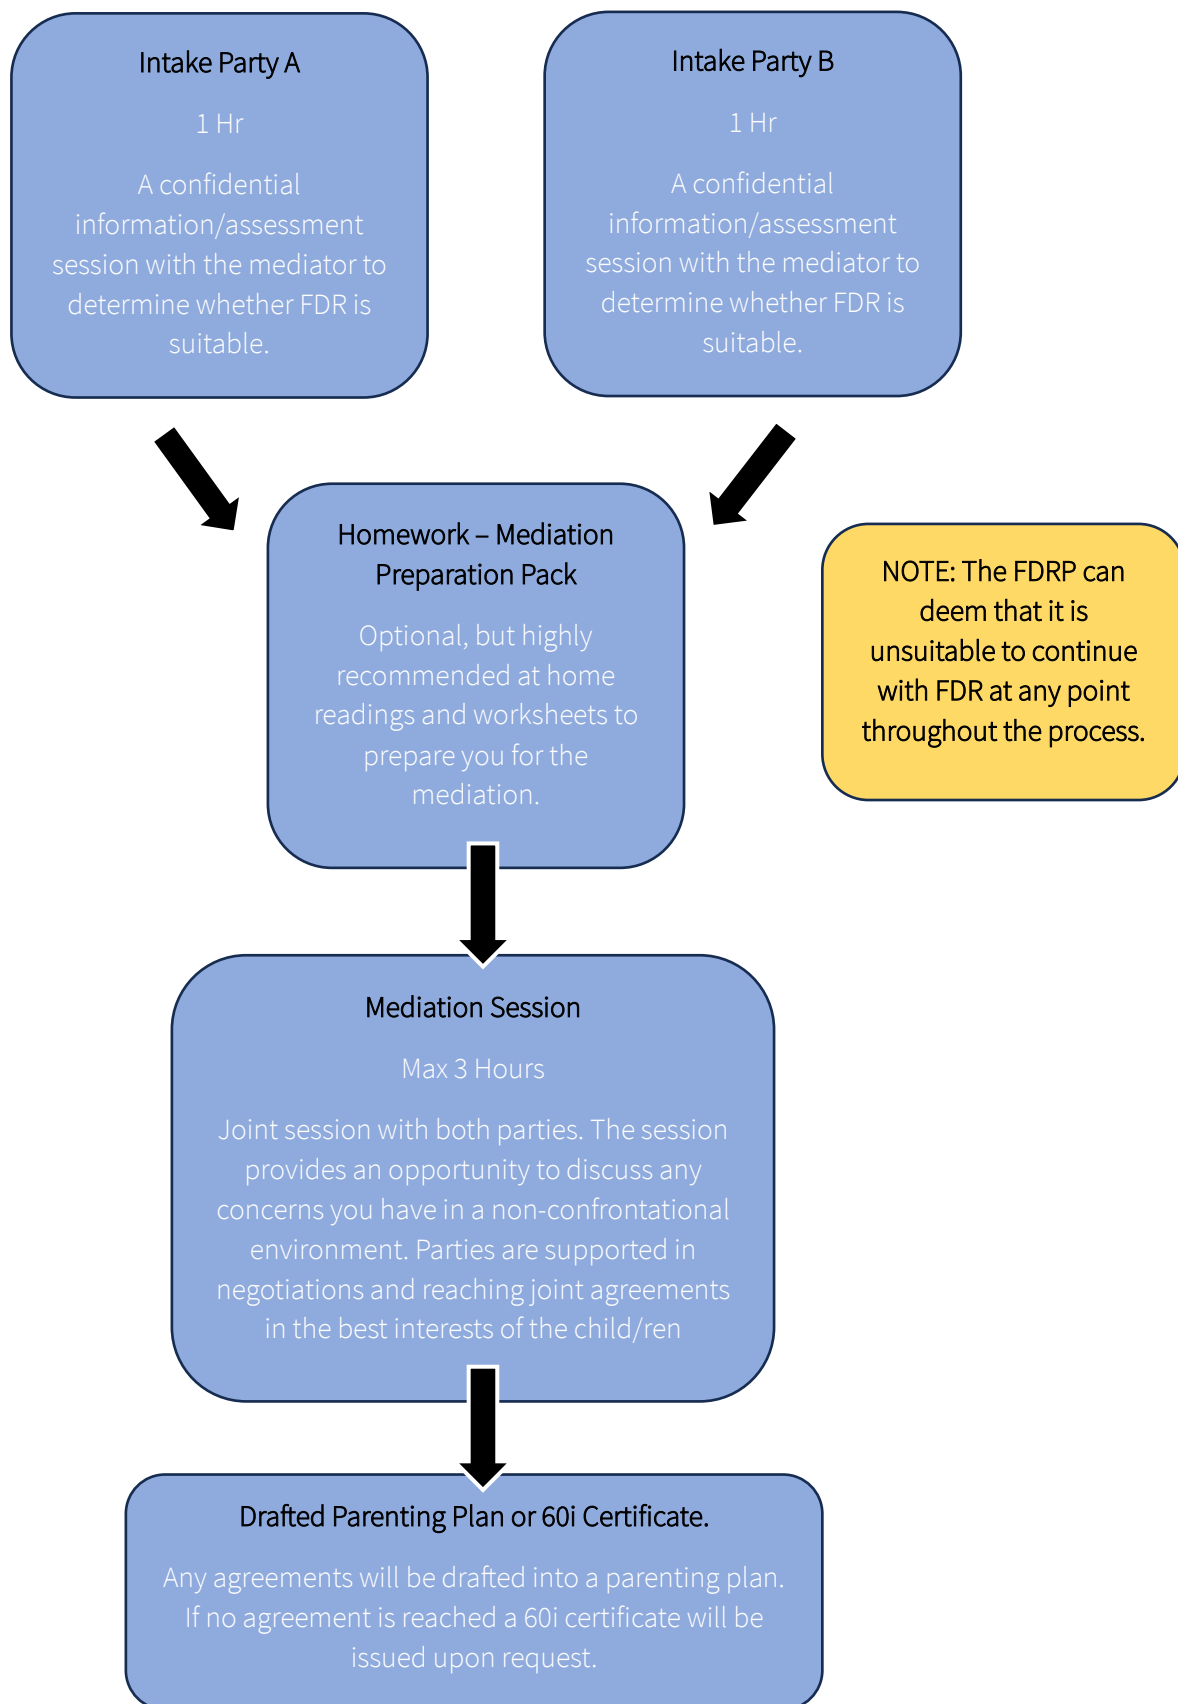 Intake Party A
1 Hr
A confidential
information/assessment
session with the mediator to
determine whether FDR is
suitable.
Intake Party B
1 Hr
A confidential
information/assessment
session with the mediator to
determine whether FDR is
suitable.
Homework – Mediation
Preparation Pack
Optional, but highly
recommended at home
readings and worksheets to
prepare you for the
mediation.
NOTE: The FDRP can
deem that it is
unsuitable to continue
with FDR at any point
throughout the process.
Mediation Session
Max 3 Hours
Joint session with both parties. The session
provides an opportunity to discuss any
concerns you have in a non-confrontational
environment. Parties are supported in
negotiations and reaching joint agreements
in the best interests of the child/ren
Drafted Parenting Plan or 60i Certificate.
Any agreements will be drafted into a parenting plan.
If no agreement is reached a 60i certificate will be
issued upon request.